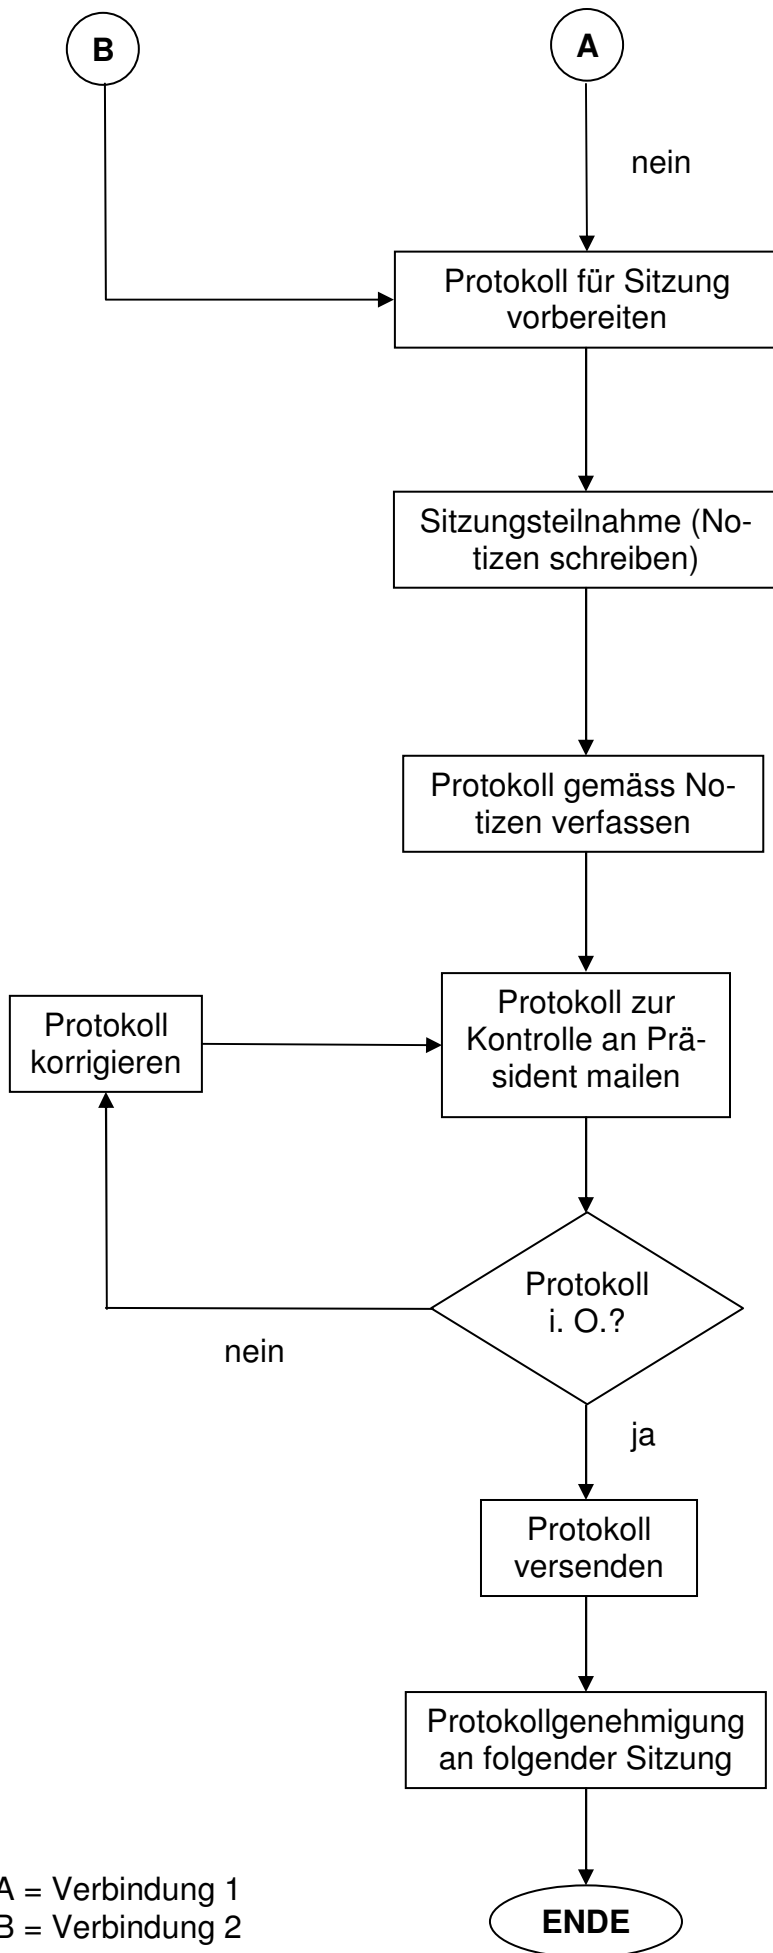 B
A
nein
Protokoll für Sitzung
vorbereiten
Sitzungsteilnahme (No-
tizen schreiben)
Protokoll gemäss No-
tizen verfassen
Protokoll
korrigieren
Protokoll zur
Kontrolle an Prä-
sident mailen
Protokoll
i. O.?
nein
ja
Protokoll
versenden
Protokollgenehmigung
an folgender Sitzung
A = Verbindung 1
B = Verbindung 2
ENDE